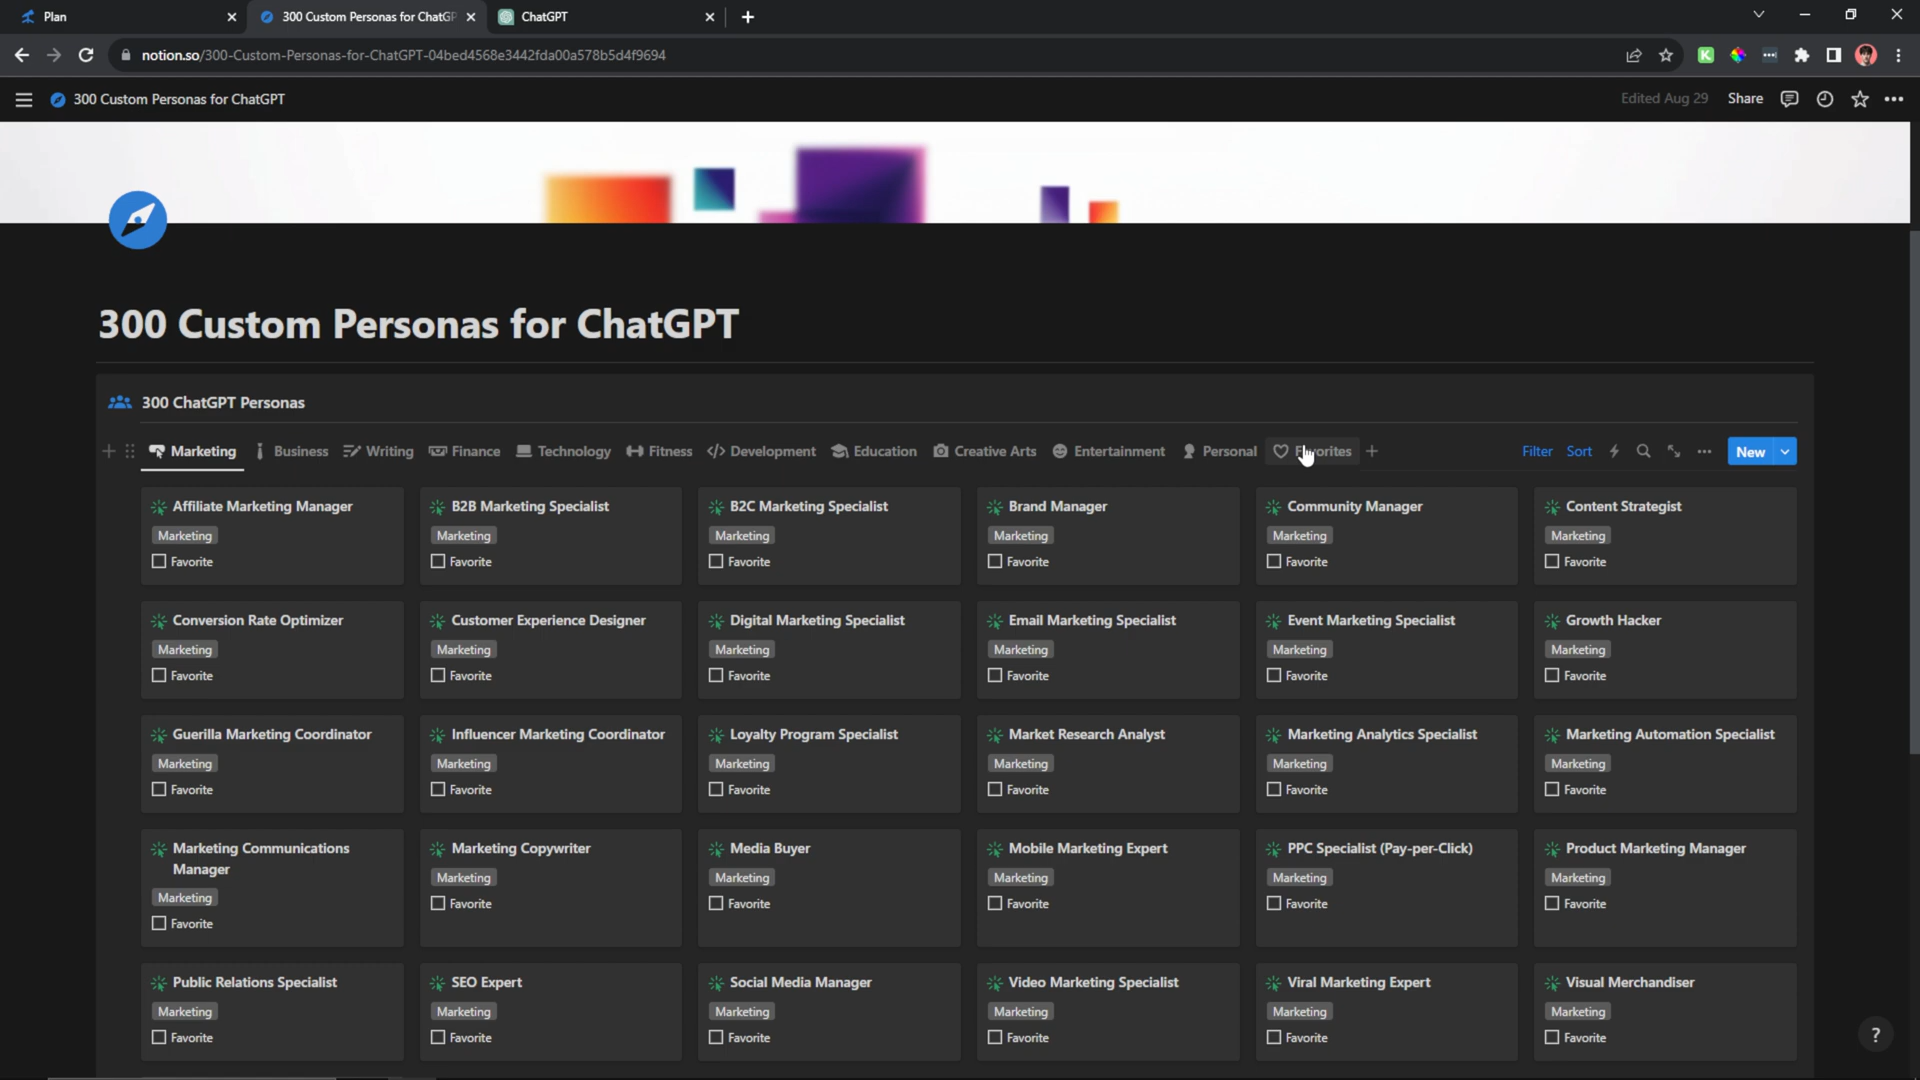 Plan
300 Custom Personas for ChatGP
ChatGPT
notion.so/300-Custom-Personas-for-ChatGPT-04bed4568e3442fda00a578b5d4f9694
300 Custom Personas for ChatGPT
Edited Aug 29
Share
300 Custom Personas for ChatGPT
300 ChatGPT Personas
Marketing Business Writing Finance Technology Fitness Development Education Creative Arts Entertainment Personal Favorites
Filter Sort New
Affiliate Marketing Manager
Marketing
Favorite
B2B Marketing Specialist
Marketing
Favorite
B2C Marketing Specialist
Marketing
Favorite
Brand Manager
Marketing
Favorite
Community Manager
Marketing
Favorite
Content Strategist
Marketing
Favorite
Conversion Rate Optimizer
Marketing
Favorite
Customer Experience Designer
Marketing
Favorite
Digital Marketing Specialist
Marketing
Favorite
Email Marketing Specialist
Marketing
Favorite
Event Marketing Specialist
Marketing
Favorite
Growth Hacker
Marketing
Favorite
Guerilla Marketing Coordinator
Marketing
Favorite
Influencer Marketing Coordinator
Marketing
Favorite
Loyalty Program Specialist
Marketing
Favorite
Market Research Analyst
Marketing
Favorite
Marketing Analytics Specialist
Marketing
Favorite
Marketing Automation Specialist
Marketing
Favorite
Marketing Communications
Manager
Marketing
Favorite
Marketing Copywriter
Marketing
Favorite
Media Buyer
Marketing
Favorite
Mobile Marketing Expert
Marketing
Favorite
PPC Specialist (Pay-per-Click)
Marketing
Favorite
Product Marketing Manager
Marketing
Favorite
Public Relations Specialist
Marketing
Favorite
SEO Expert
Marketing
Favorite
Social Media Manager
Marketing
Favorite
Video Marketing Specialist
Marketing
Favorite
Viral Marketing Expert
Marketing
Favorite
Visual Merchandiser
Marketing
Favorite
?